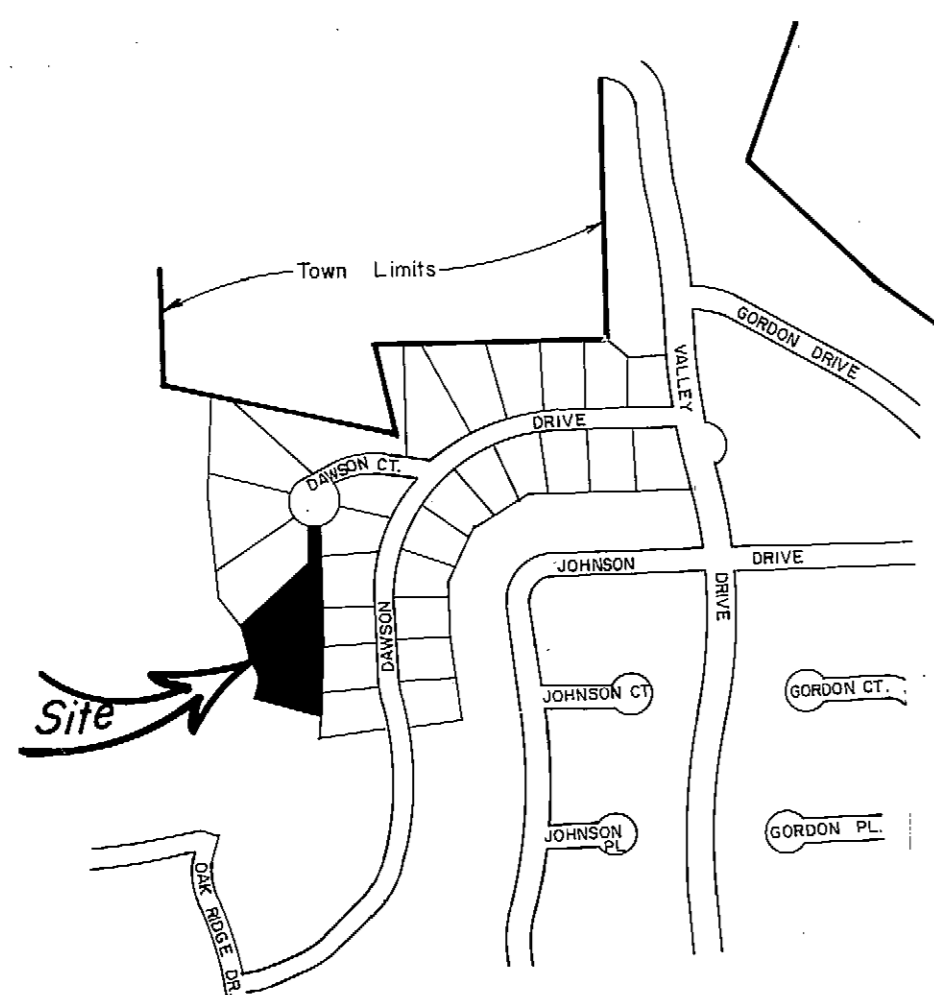 Town Limits
GORDON DRIVE
VALLEY
DRIVE
DAWSON CT.
JOHNSON
DRIVE
DRIVE
DAWSON
JOHNSON CT
GORDON CT.
Site
JOHNSON
PL
GORDON PL.
OAK RIDGE DR.